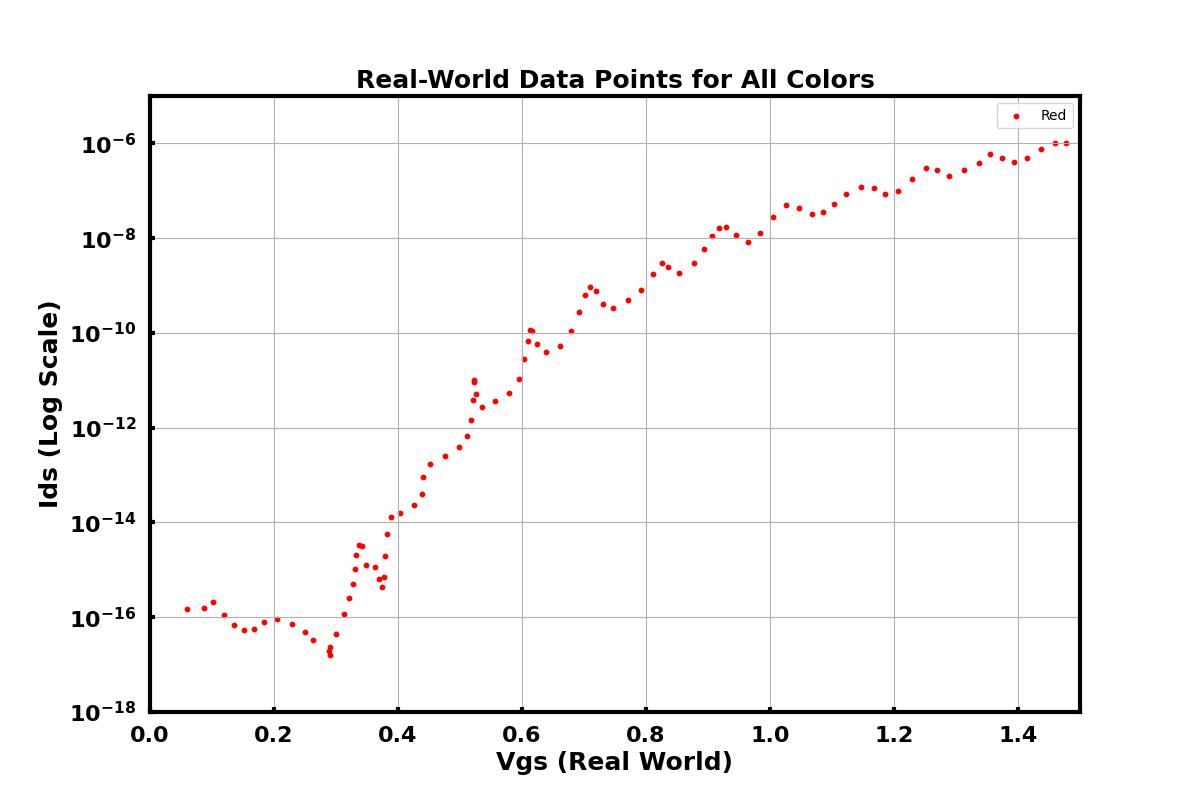 Real-World Data Points for All Colors
Red
10⁻⁶
10⁻⁸
10⁻¹⁰
10⁻¹²
10⁻¹⁴
10⁻¹⁶
10⁻¹⁸
Ids (Log Scale)
0.0 0.2 0.4 0.6 0.8 1.0 1.2 1.4
Vgs (Real World)